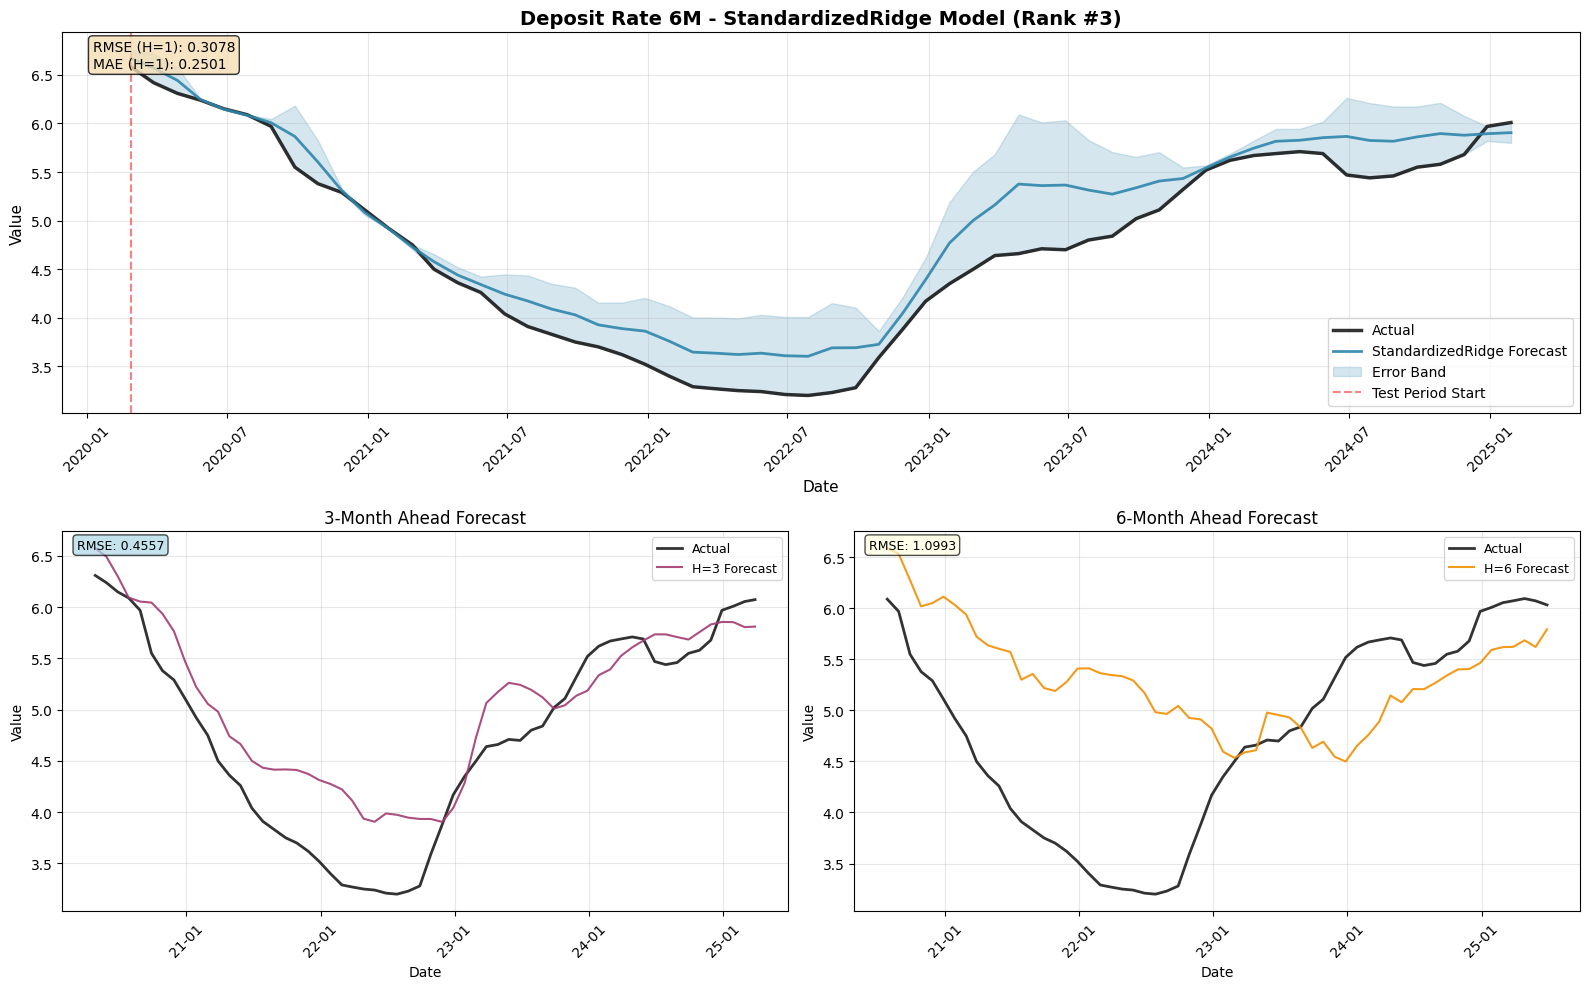 Deposit Rate 6M - StandardizedRidge Model (Rank #3)
RMSE (H=1): 0.3078
MAE (H=1): 0.2501
Value
6.5
6.0
5.5
5.0
4.5
4.0
3.5
Actual
StandardizedRidge Forecast
Error Band
Test Period Start
2020-01
2020-07
2021-01
2021-07
2022-01
2022-07
2023-01
2023-07
2024-01
2024-07
2025-01
Date
3-Month Ahead Forecast
RMSE: 0.4557
Actual
H=3 Forecast
Value
6.5
6.0
5.5
5.0
4.5
4.0
3.5
21-01
22-01
23-01
24-01
25-01
Date
6-Month Ahead Forecast
RMSE: 1.0993
Actual
H=6 Forecast
Value
6.5
6.0
5.5
5.0
4.5
4.0
3.5
21-01
22-01
23-01
24-01
25-01
Date